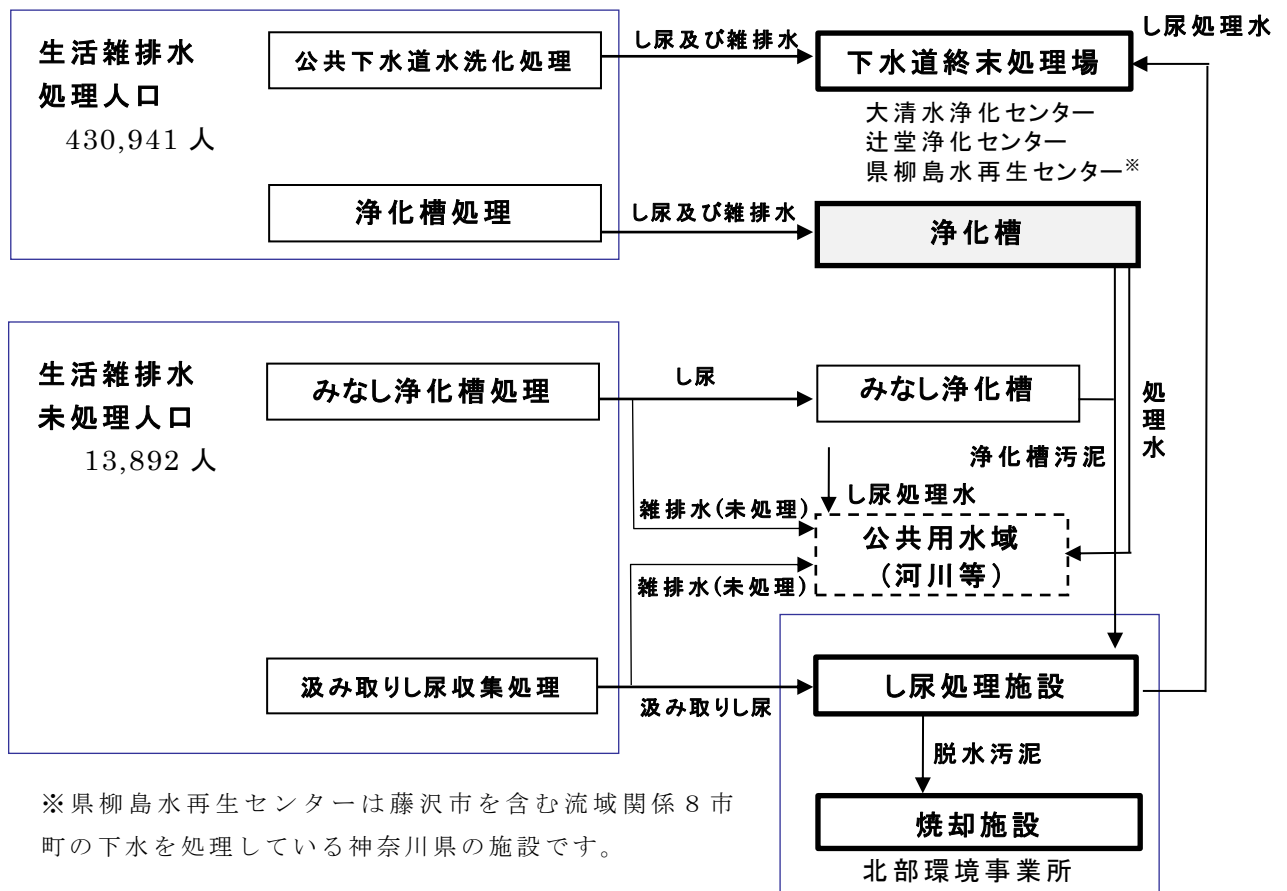 生活雑排水
処理人口
430,941 人
公共下水道水洗化処理
し尿及び雑排水
下水道終末処理場
し尿処理水
大清水浄化センター
辻堂浄化センター
県柳島水再生センター※
浄化槽処理
し尿及び雑排水
浄化槽
生活雑排水
未処理人口
13,892 人
みなし浄化槽処理
し尿
みなし浄化槽
処理水
浄化槽汚泥
し尿処理水
雑排水(未処理)
公共用水域
（河川等）
雑排水(未処理)
汲み取りし尿収集処理
汲み取りし尿
し尿処理施設
脱水汚泥
焼却施設
北部環境事業所
※県柳島水再生センターは藤沢市を含む流域関係８市
町の下水を処理している神奈川県の施設です。